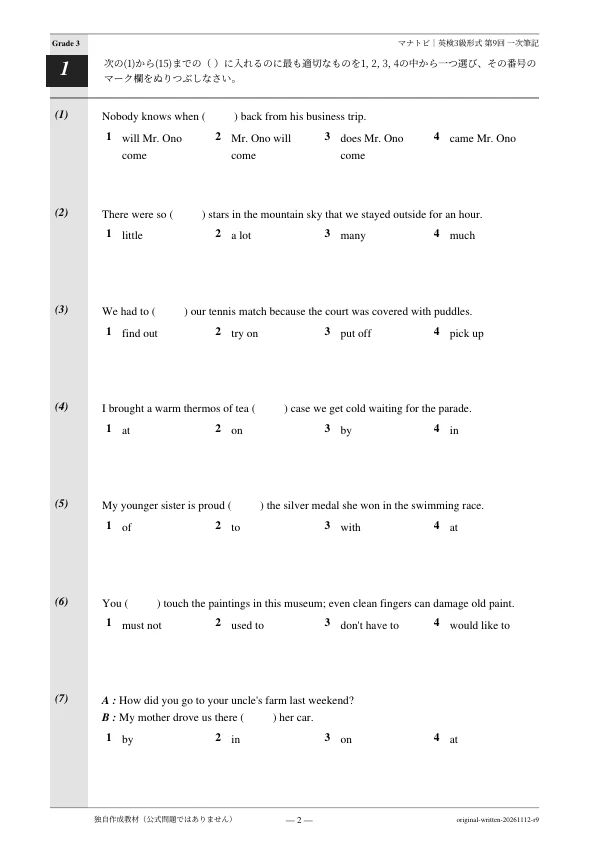 Grade 3
マナトビ｜英検3級形式 第9回 一次筆記
1
次の(1)から(15)までの（ ）に入れるのに最も適切なものを1, 2, 3, 4の中から一つ選び、その番号の
マーク欄をぬりつぶしなさい。
(1)
Nobody knows when (          ) back from his business trip.
1 will Mr. Ono come
2 Mr. Ono will come
3 does Mr. Ono come
4 came Mr. Ono
(2)
There were so (          ) stars in the mountain sky that we stayed outside for an hour.
1 little
2 a lot
3 many
4 much
(3)
We had to (          ) our tennis match because the court was covered with puddles.
1 find out
2 try on
3 put off
4 pick up
(4)
I brought a warm thermos of tea (          ) case we get cold waiting for the parade.
1 at
2 on
3 by
4 in
(5)
My younger sister is proud (          ) the silver medal she won in the swimming race.
1 of
2 to
3 with
4 at
(6)
You (          ) touch the paintings in this museum; even clean fingers can damage old paint.
1 must not
2 used to
3 don't have to
4 would like to
(7)
A : How did you go to your uncle's farm last weekend?
B : My mother drove us there (          ) her car.
1 by
2 in
3 on
4 at
独自作成教材（公式問題ではありません）
— 2 —
original-written-20261112-r9